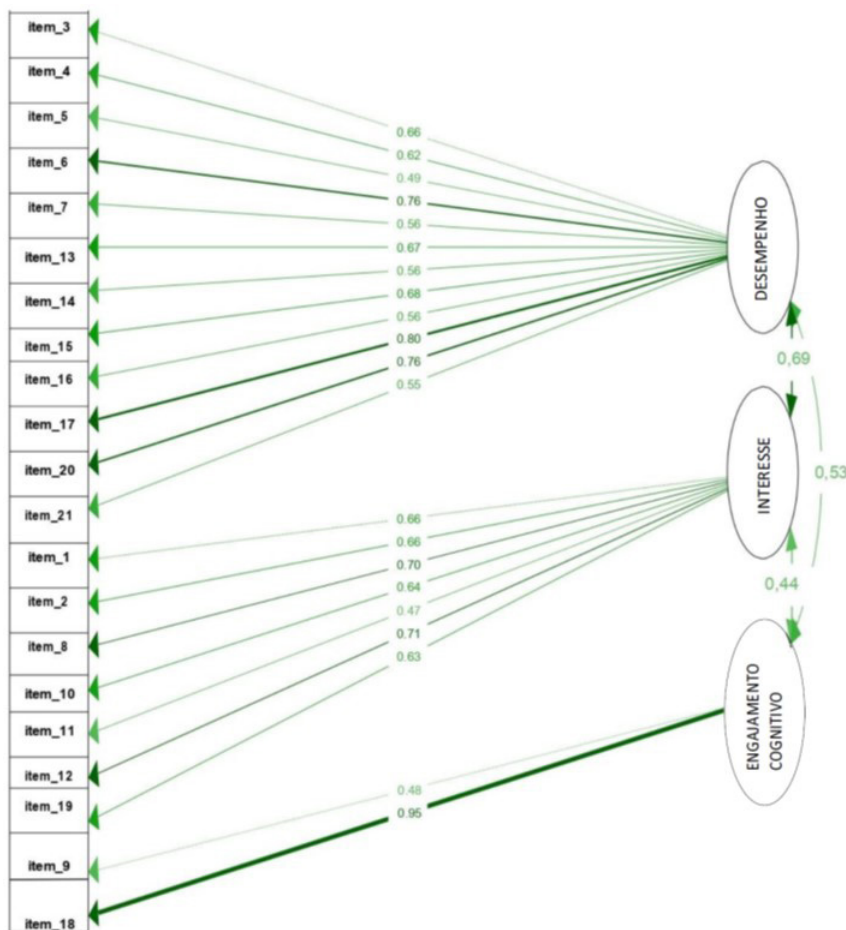 item_3
item_4
item_5
item_6
item_7
item_13
item_14
item_15
item_16
item_17
item_20
item_21
item_1
item_2
item_8
item_10
item_11
item_12
item_19
item_9
item_18
0.66
0.62
0.49
0.76
0.56
0.67
0.56
0.68
0.56
0.80
0.76
0.55
0.66
0.66
0.70
0.64
0.47
0.71
0.63
0.48
0.95
DESEMPENHO
0,69
INTERESSE
0,53
0,44
ENGAJAMENTO
COGNITIVO